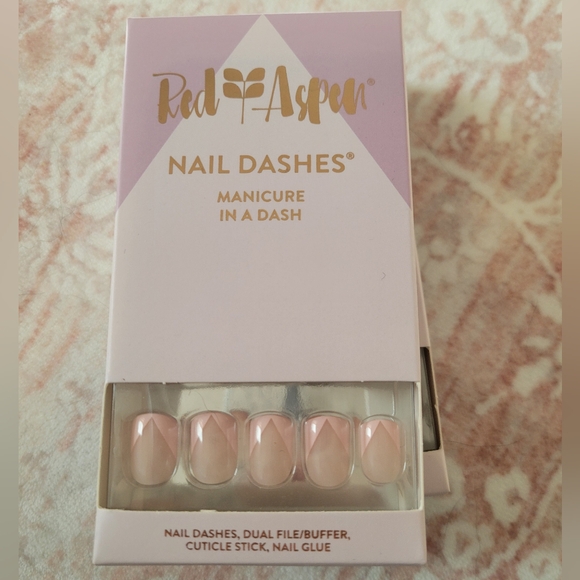 Red Aspen®
NAIL DASHES®
MANICURE
IN A DASH
NAIL DASHES, DUAL FILE/BUFFER,
CUTICLE STICK, NAIL GLUE